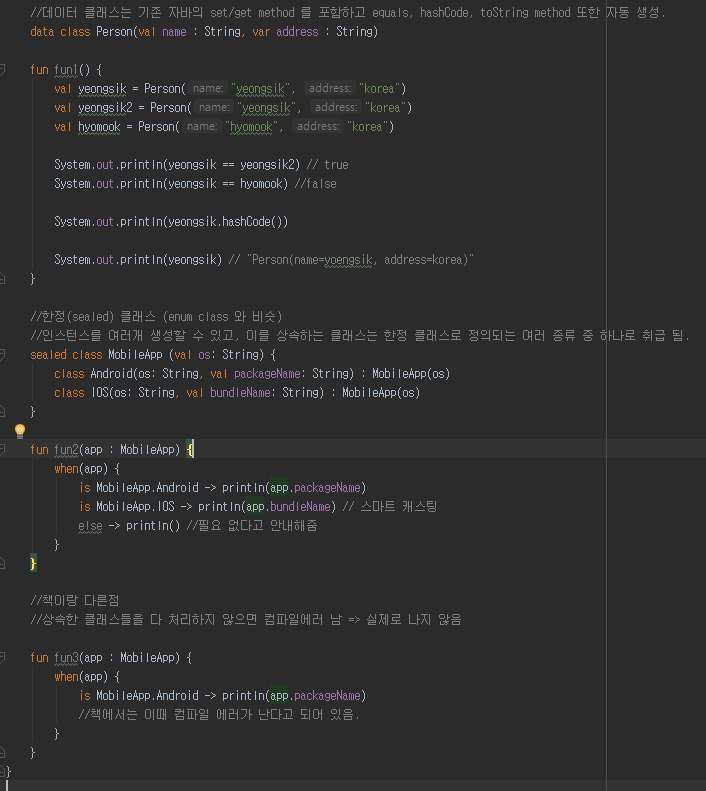 //데이터 클래스는 기존 자바의 set/get method 를 포함하고 equals, hashCode, toString method 또한 자동 생성.
data class Person(val name : String, var address : String)
fun fun1() {
val yeongsik = Person( name: "yeongsik", address: "korea")
val yeongsik2 = Person( name: "yeongsik", address: "korea")
val hyomook = Person( name: "hyomook", address: "korea")
System.out.println(yeongsik == yeongsik2) // true
System.out.println(yeongsik == hyomook) //false
System.out.println(yeongsik.hashCode())
System.out.println(yeongsik) // "Person(name=yoengsik, address=korea)"
}
//한정(sealed) 클래스 (enum class 와 비슷)
//인스턴스를 여러개 생성할 수 있고, 이를 상속하는 클래스는 한정 클래스로 정의되는 여러 종류 중 하나로 취급 됨.
sealed class MobileApp (val os: String) {
class Android(os: String, val packageName: String) : MobileApp(os)
class IOS(os: String, val bundleName: String) : MobileApp(os)
}
fun fun2(app : MobileApp) {
when(app) {
is MobileApp.Android -> println(app.packageName)
is MobileApp.IOS -> println(app.bundleName) // 스마트 캐스팅
else -> println() //필요 없다고 안내해줌
}
}
//책이랑 다른점
//상속한 클래스들을 다 처리하지 않으면 컴파일에러 남 => 실제로 나지 않음
fun fun3(app : MobileApp) {
when(app) {
is MobileApp.Android -> println(app.packageName)
//책에서는 이때 컴파일 에러가 난다고 되어 있음.
}
}
}